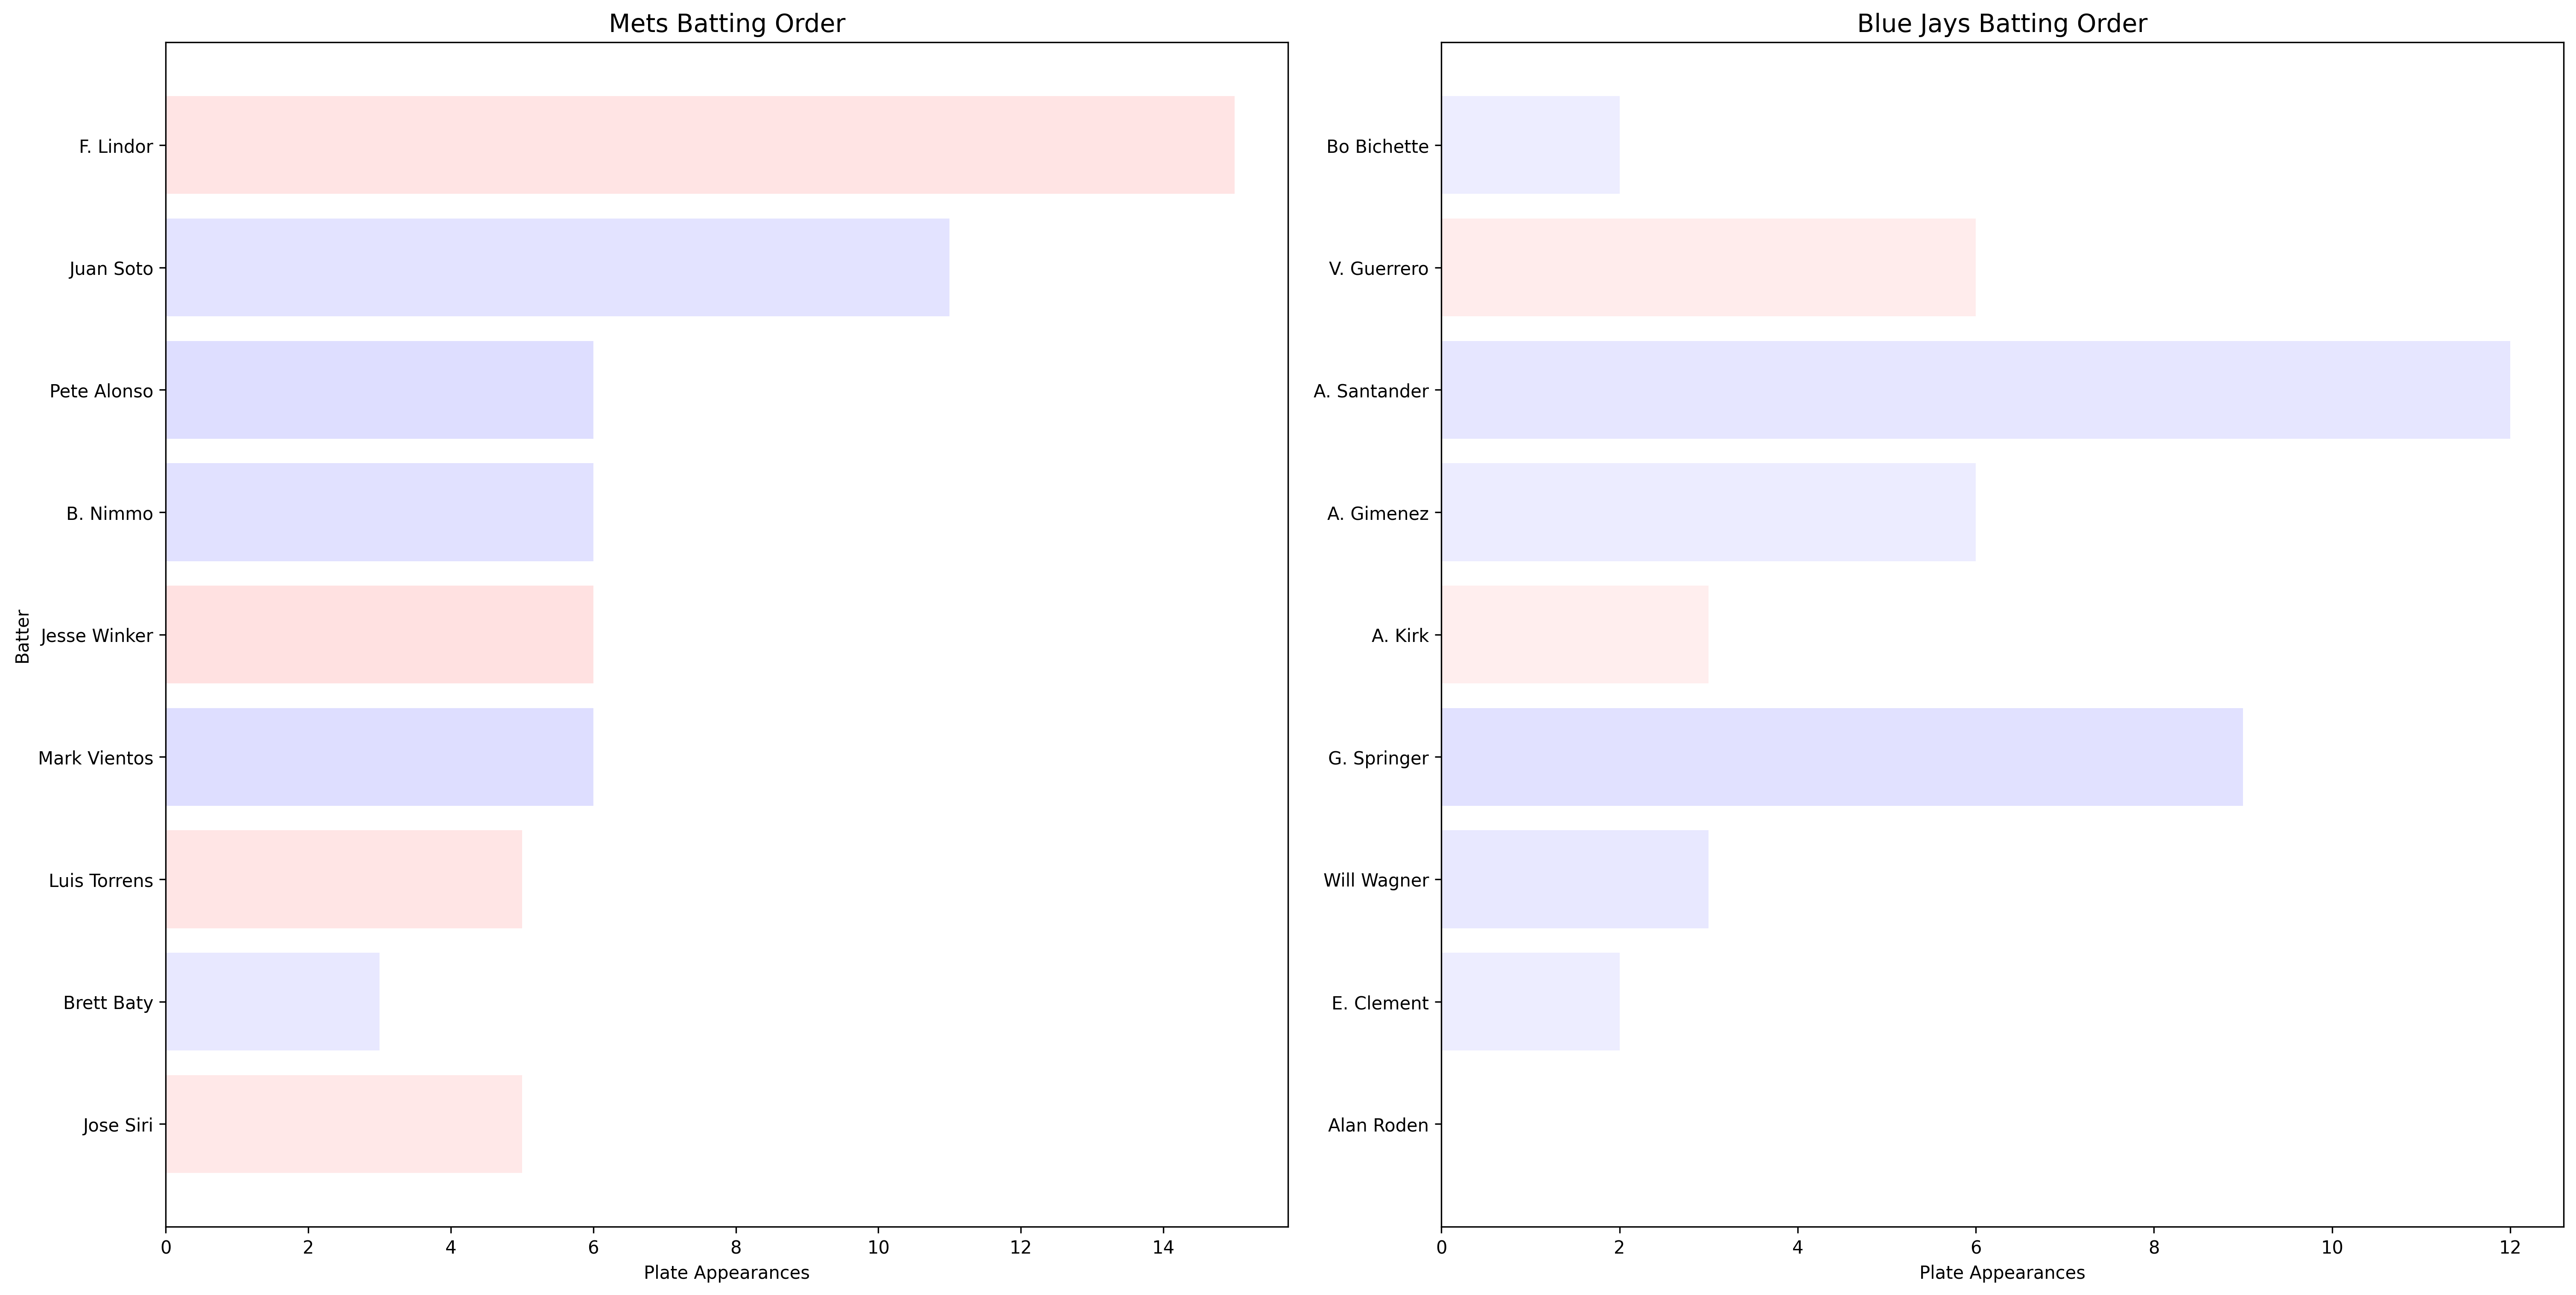 Mets Batting Order
Batter
F. Lindor
Juan Soto
Pete Alonso
B. Nimmo
Jesse Winker
Mark Vientos
Luis Torrens
Brett Baty
Jose Siri
0 2 4 6 8 10 12 14
Plate Appearances
Blue Jays Batting Order
Bo Bichette
V. Guerrero
A. Santander
A. Gimenez
A. Kirk
G. Springer
Will Wagner
E. Clement
Alan Roden
0 2 4 6 8 10 12
Plate Appearances